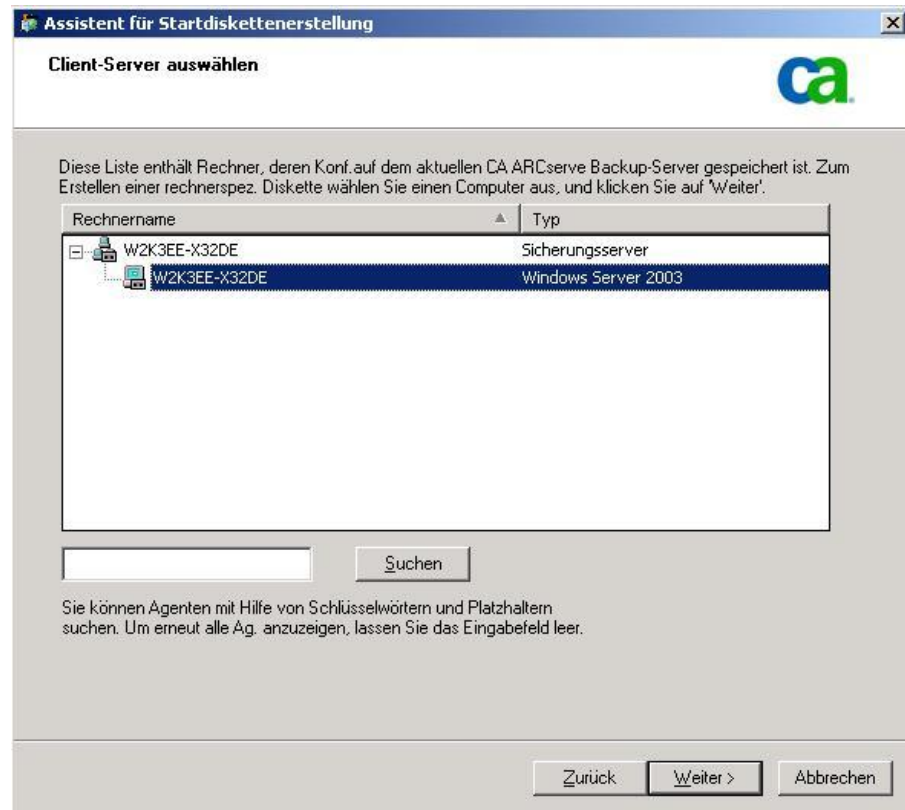 Assistent für Startdiskettenerstellung
Client-Server auswählen
ca
Diese Liste enthält Rechner, deren Konf.auf dem aktuellen CA ARCserve Backup-Server gespeichert ist. Zum
Erstellen einer rechnerspez. Diskette wählen Sie einen Computer aus, und klicken Sie auf 'Weiter'.
Rechnername Typ
W2K3EE-X32DE Sicherungsserver
W2K3EE-X32DE Windows Server 2003
Suchen
Sie können Agenten mit Hilfe von Schlüsselwörtern und Platzhaltern
suchen. Um erneut alle Ag. anzuzeigen, lassen Sie das Eingabefeld leer.
Zurück Weiter > Abbrechen